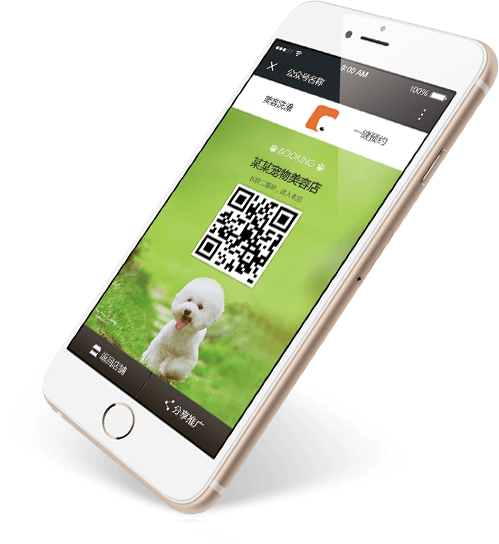 8:00 AM
100%
公众号名称
美容洗澡
一键预约
BOOKING
某某宠物美容店
长按二维码，进入本店
返回店铺
分享推广